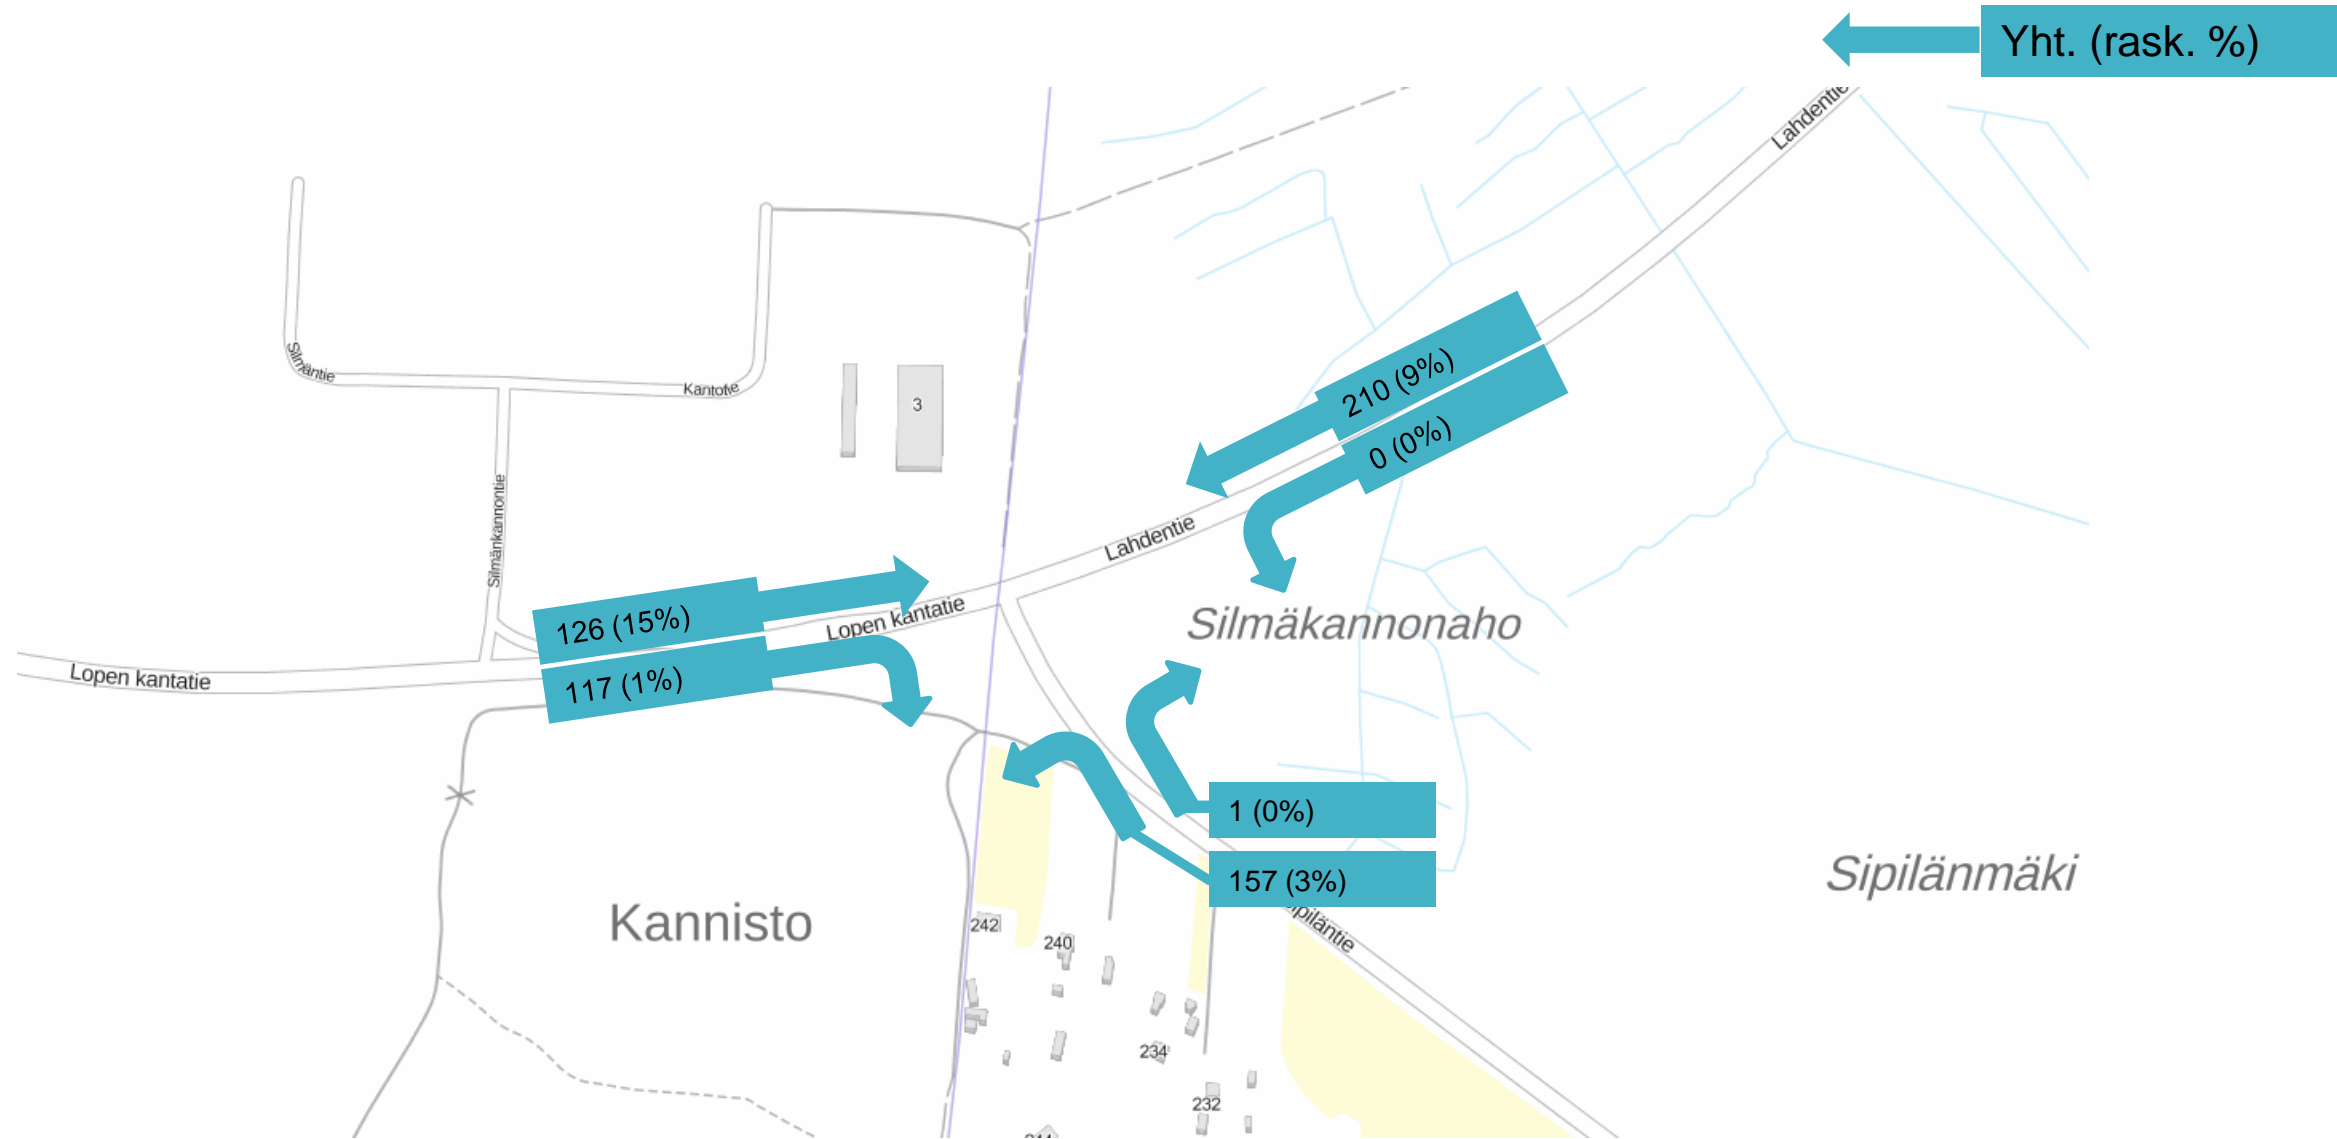 Yht. (rask. %)
Lahdentie
Silmäntie
Kantotie
3
210 (9%)
0 (0%)
Silmänkannontie
Lahdentie
126 (15%)
Lopen kantatie
Silmäkannonaho
Lopen kantatie
117 (1%)
1 (0%)
157 (3%)
Sipilänmäki
Kannisto
242
240
234
232